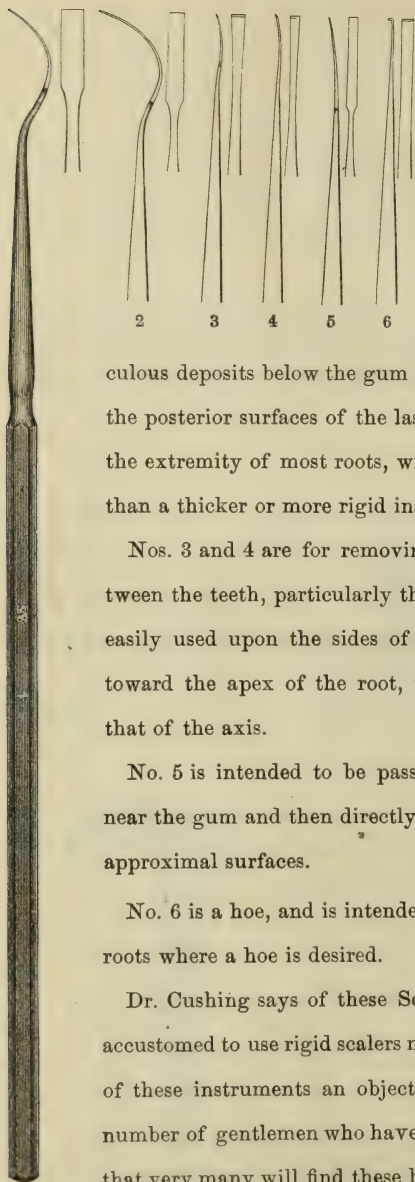 2 3 4 5 6
culous deposits below the gum
the posterior surfaces of the las
the extremity of most roots, w
than a thicker or more rigid in
Nos. 3 and 4 are for removin
tween the teeth, particularly th
easily used upon the sides of
toward the apex of the root,
that of the axis.
No. 5 is intended to be pass
near the gum and then directly
approximal surfaces.
No. 6 is a hoe, and is intende
roots where a hoe is desired.
Dr. Cushing says of these Sc
accustomed to use rigid scalers n
of these instruments an object
number of gentlemen who have
that very many will find these